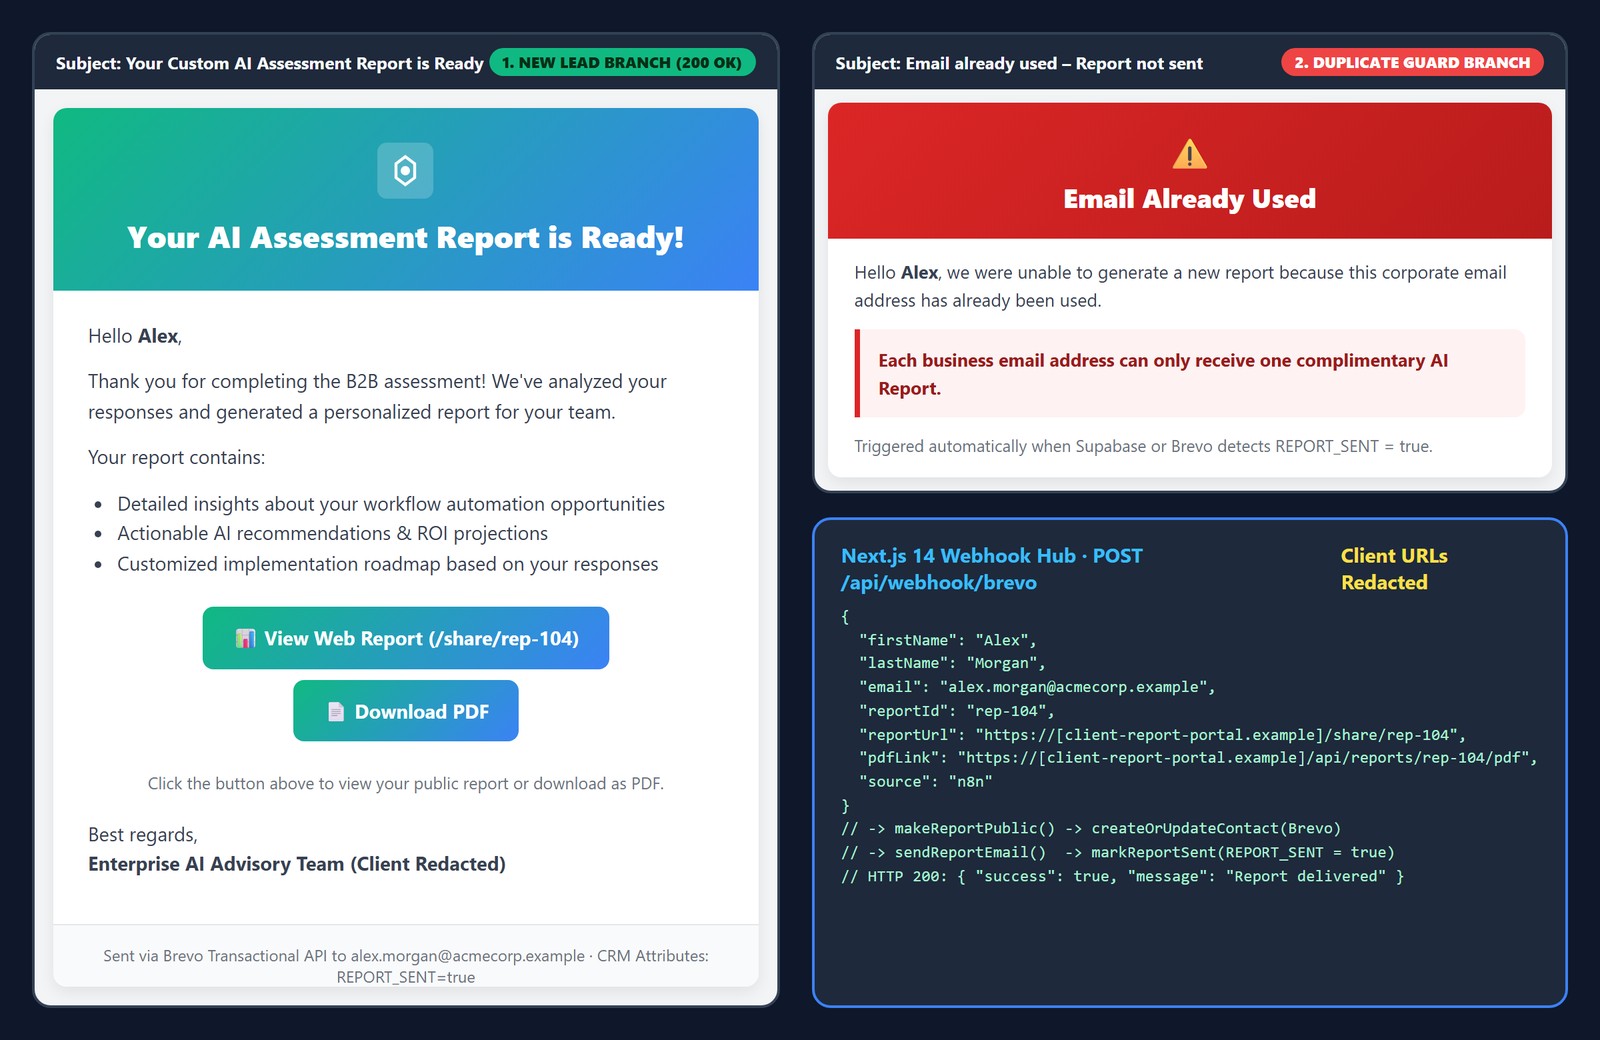 Subject: Your Custom AI Assessment Report is Ready
1. NEW LEAD BRANCH (200 OK)
Your AI Assessment Report is Ready!
Hello Alex,
Thank you for completing the B2B assessment! We've analyzed your
responses and generated a personalized report for your team.
Your report contains:
• Detailed insights about your workflow automation opportunities
• Actionable AI recommendations & ROI projections
• Customized implementation roadmap based on your responses
📊 View Web Report (/share/rep-104)
📄 Download PDF
Click the button above to view your public report or download as PDF.
Best regards,
Enterprise AI Advisory Team (Client Redacted)
Sent via Brevo Transactional API to alex.morgan@acmecorp.example · CRM Attributes:
REPORT_SENT=true
Subject: Email already used – Report not sent
2. DUPLICATE GUARD BRANCH
⚠️
Email Already Used
Hello Alex, we were unable to generate a new report because this corporate email
address has already been used.
Each business email address can only receive one complimentary AI
Report.
Triggered automatically when Supabase or Brevo detects REPORT_SENT = true.
Next.js 14 Webhook Hub · POST
/api/webhook/brevo
Client URLs
Redacted
{
  "firstName": "Alex",
  "lastName": "Morgan",
  "email": "alex.morgan@acmecorp.example",
  "reportId": "rep-104",
  "reportUrl": "https://[client-report-portal.example]/share/rep-104",
  "pdfLink": "https://[client-report-portal.example]/api/reports/rep-104/pdf",
  "source": "n8n"
}
// -> makeReportPublic() -> createOrUpdateContact(Brevo)
// -> sendReportEmail()  -> markReportSent(REPORT_SENT = true)
// HTTP 200: { "success": true, "message": "Report delivered" }